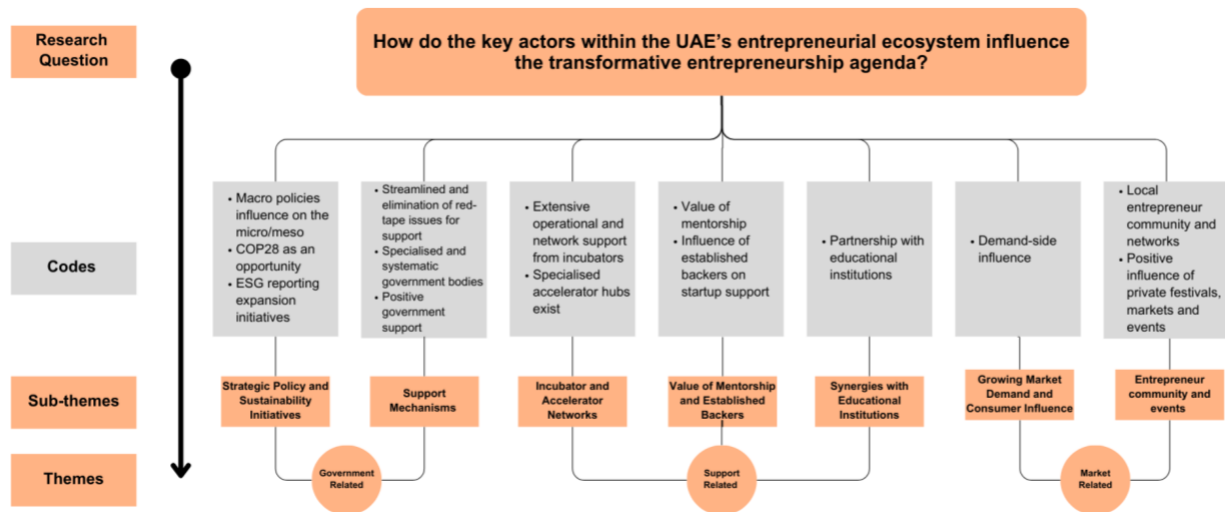 Research
Question
How do the key actors within the UAE's entrepreneurial ecosystem influence
the transformative entrepreneurship agenda?
Codes
• Macro policies
influence on the
micro/meso
• COP28 as an
opportunity
• ESG reporting
expansion
initiatives
• Streamlined and
elimination of red-
tape issues for
support
• Specialised and
systematic
government bodies
• Positive
government
support
• Extensive
operational and
network support
from incubators
• Specialised
accelerator hubs
exist
• Value of
mentorship
• Influence of
established
backers on
startup support
• Partnership with
educational
institutions
• Demand-side
influence
• Local
entrepreneur
community and
networks
• Positive
influence of
private festivals,
markets and
events
Sub-themes
Strategic Policy and
Sustainability
Initiatives
Support
Mechanisms
Incubator and
Accelerator
Networks
Value of Mentorship
and Established
Backers
Synergies with
Educational
Institutions
Growing Market
Demand and
Consumer Influence
Entrepreneur
community and
events
Themes
Government
Related
Support
Related
Market
Related